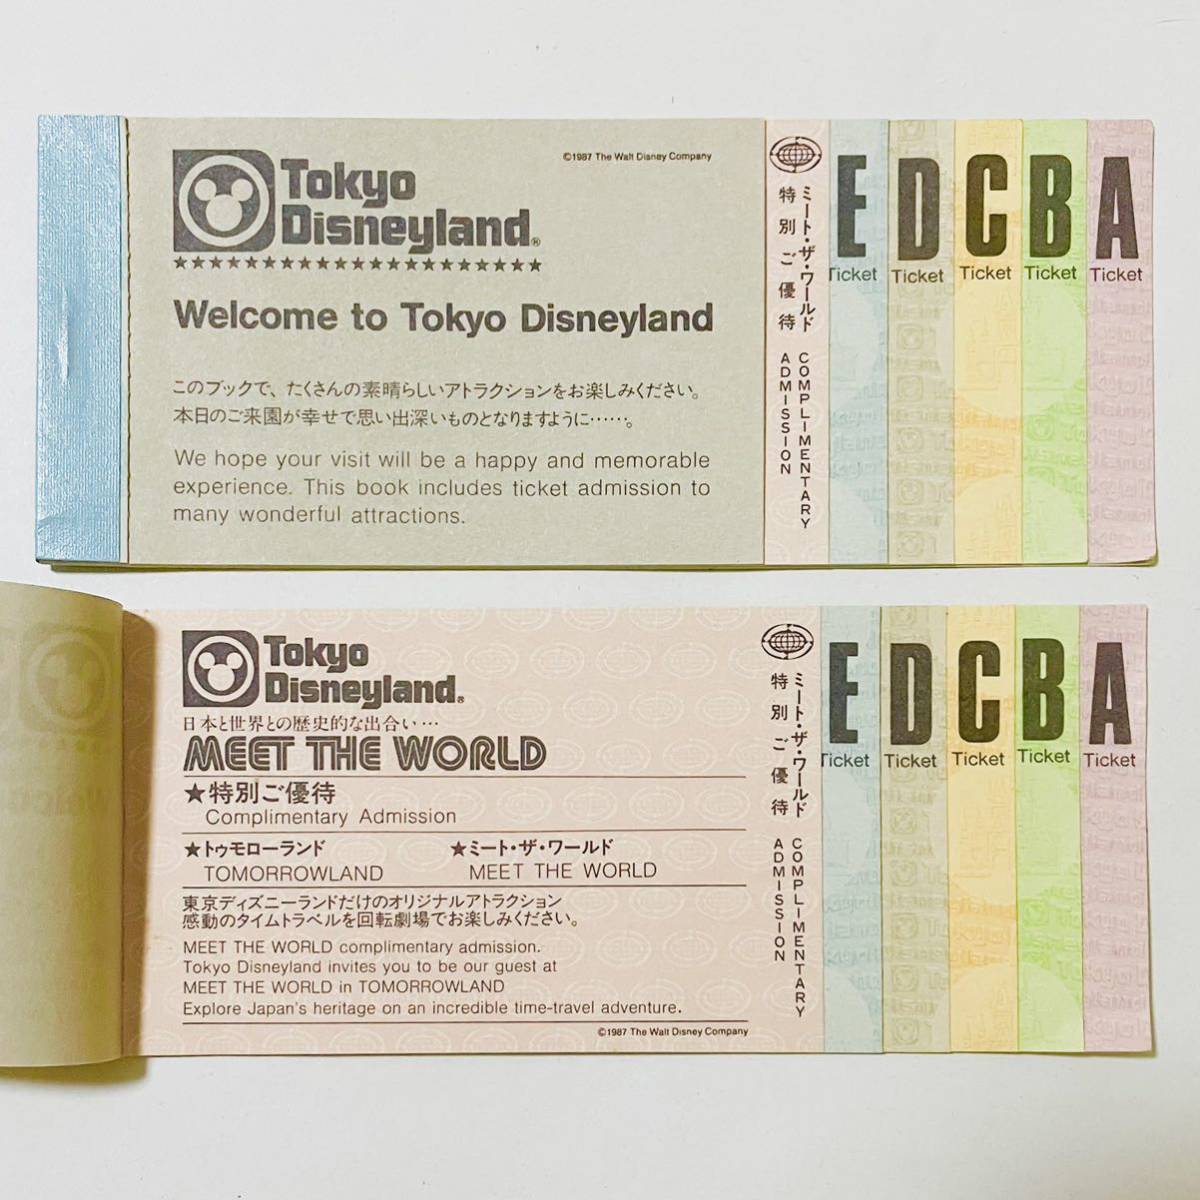 Tokyo
Disneyland®
©1987 The Walt Disney Company
★★★★★★★★★★★★★★★★★★★★★
Welcome to Tokyo Disneyland
このブックで、たくさんの素晴らしいアトラクションをお楽しみください。
本日のご来園が幸せで思い出深いものとなりますように……。
We hope your visit will be a happy and memorable
experience. This book includes ticket admission to
many wonderful attractions.
ミート・ザ・ワールド
特別ご優待
COMPLIMENTARY
ADMISSION
E
Ticket
D
Ticket
C
Ticket
B
Ticket
A
Ticket
Tokyo
Disneyland®
日本と世界との歴史的な出合い…
MEET THE WORLD
★特別ご優待
Complimentary Admission
★トゥモローランド ★ミート・ザ・ワールド
TOMORROWLAND MEET THE WORLD
東京ディズニーランドだけのオリジナルアトラクション
感動のタイムトラベルを回転劇場でお楽しみください。
MEET THE WORLD complimentary admission.
Tokyo Disneyland invites you to be our guest at
MEET THE WORLD in TOMORROWLAND
Explore Japan's heritage on an incredible time-travel adventure.
©1987 The Walt Disney Company
ミート・ザ・ワールド
特別ご優待
COMPLIMENTARY
ADMISSION
E
Ticket
D
Ticket
C
Ticket
B
Ticket
A
Ticket